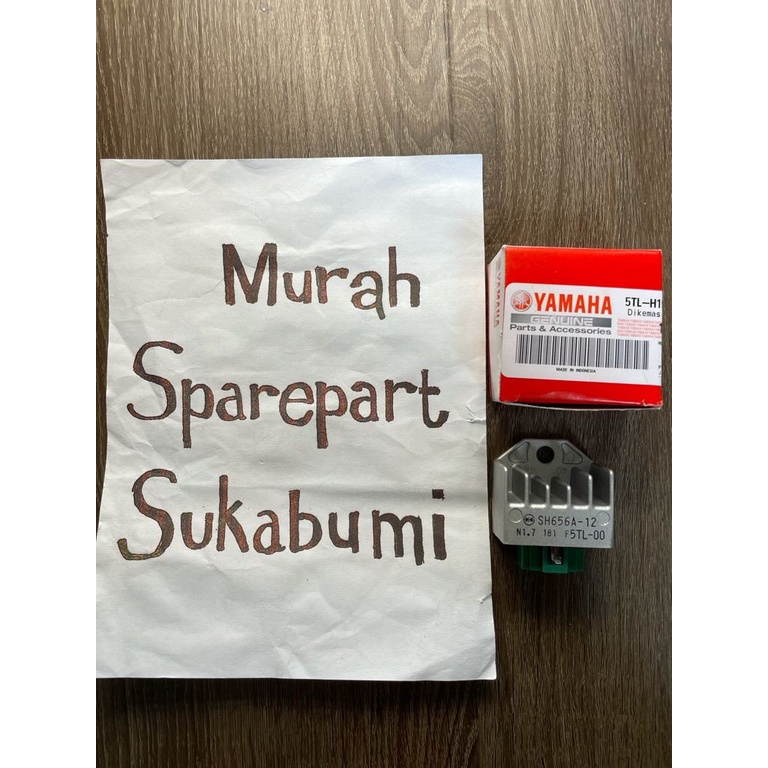 Murah
Sparepart
Sukabumi
YAMAHA
YAMAHA
GENUINE
Parts & Accessories
5TL-H1
Dikemas
MADE IN INDONESIA
SH656A-12
N1.7 181 F5TL-00